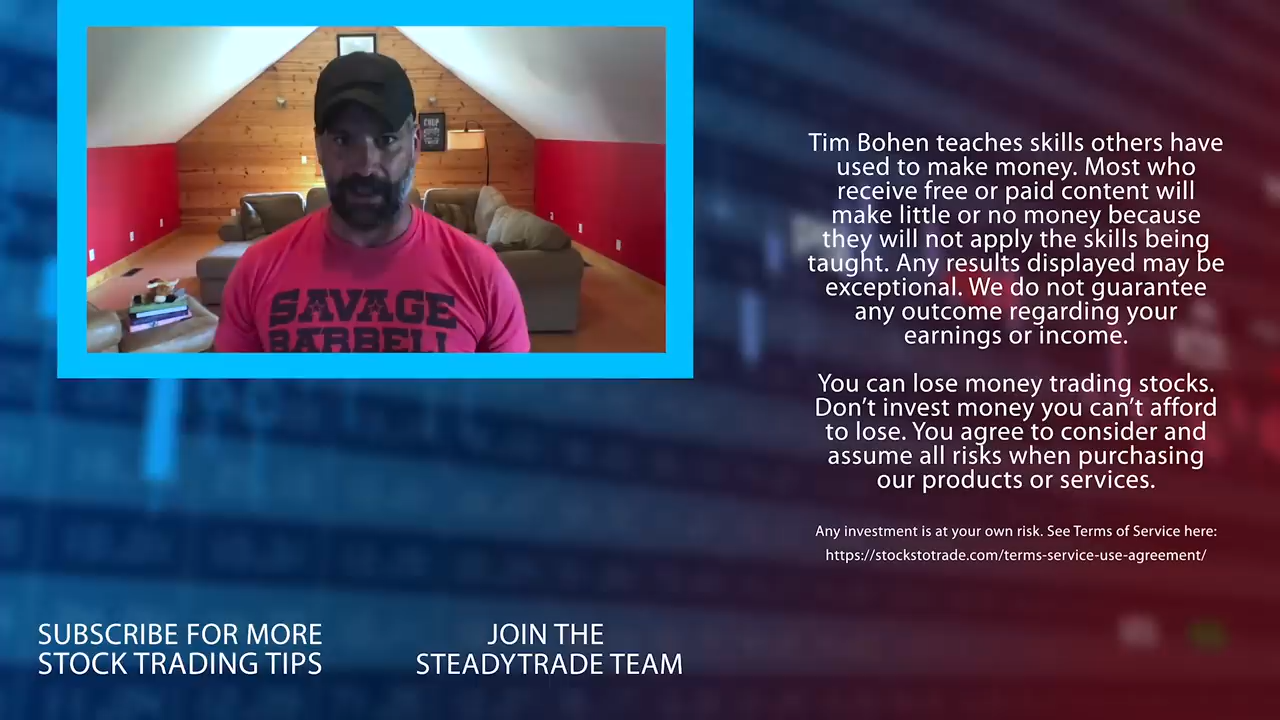 CHOP
SAVAGE
BARBELL
Tim Bohen teaches skills others have
used to make money. Most who
receive free or paid content will
make little or no money because
they will not apply the skills being
taught. Any results displayed may be
exceptional. We do not guarantee
any outcome regarding your
earnings or income.
You can lose money trading stocks.
Don’t invest money you can’t afford
to lose. You agree to consider and
assume all risks when purchasing
our products or services.
Any investment is at your own risk. See Terms of Service here:
https://stockstotrade.com/terms-service-use-agreement/
SUBSCRIBE FOR MORE
STOCK TRADING TIPS
JOIN THE
STEADYTRADE TEAM